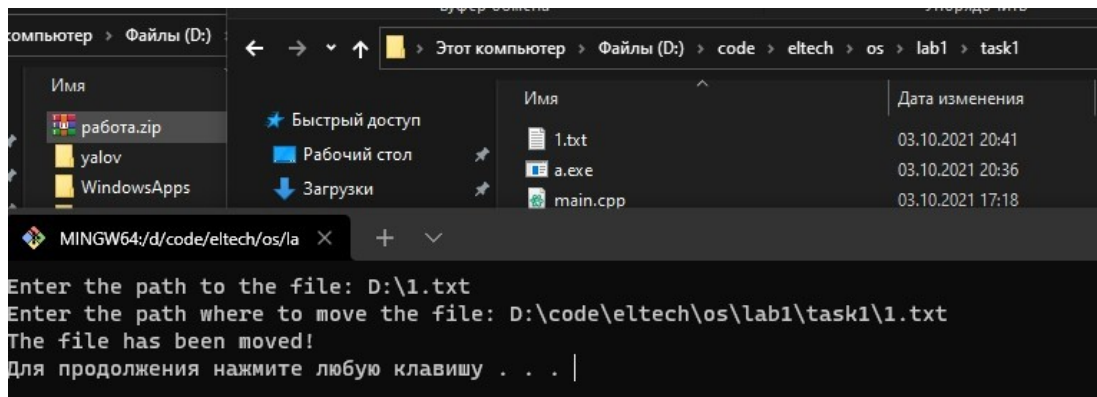 компьютер > Файлы (D:)
Этот компьютер > Файлы (D:) > code > eltech > os > lab1 > task1
Имя
работа.zip
yalov
WindowsApps
Быстрый доступ
Рабочий стол
Загрузки
Имя Дата изменения
1.txt 03.10.2021 20:41
a.exe 03.10.2021 20:36
main.cpp 03.10.2021 17:18
MINGW64:/d/code/eltech/os/la
Enter the path to the file: D:\1.txt
Enter the path where to move the file: D:\code\eltech\os\lab1\task1\1.txt
The file has been moved!
Для продолжения нажмите любую клавишу . . .